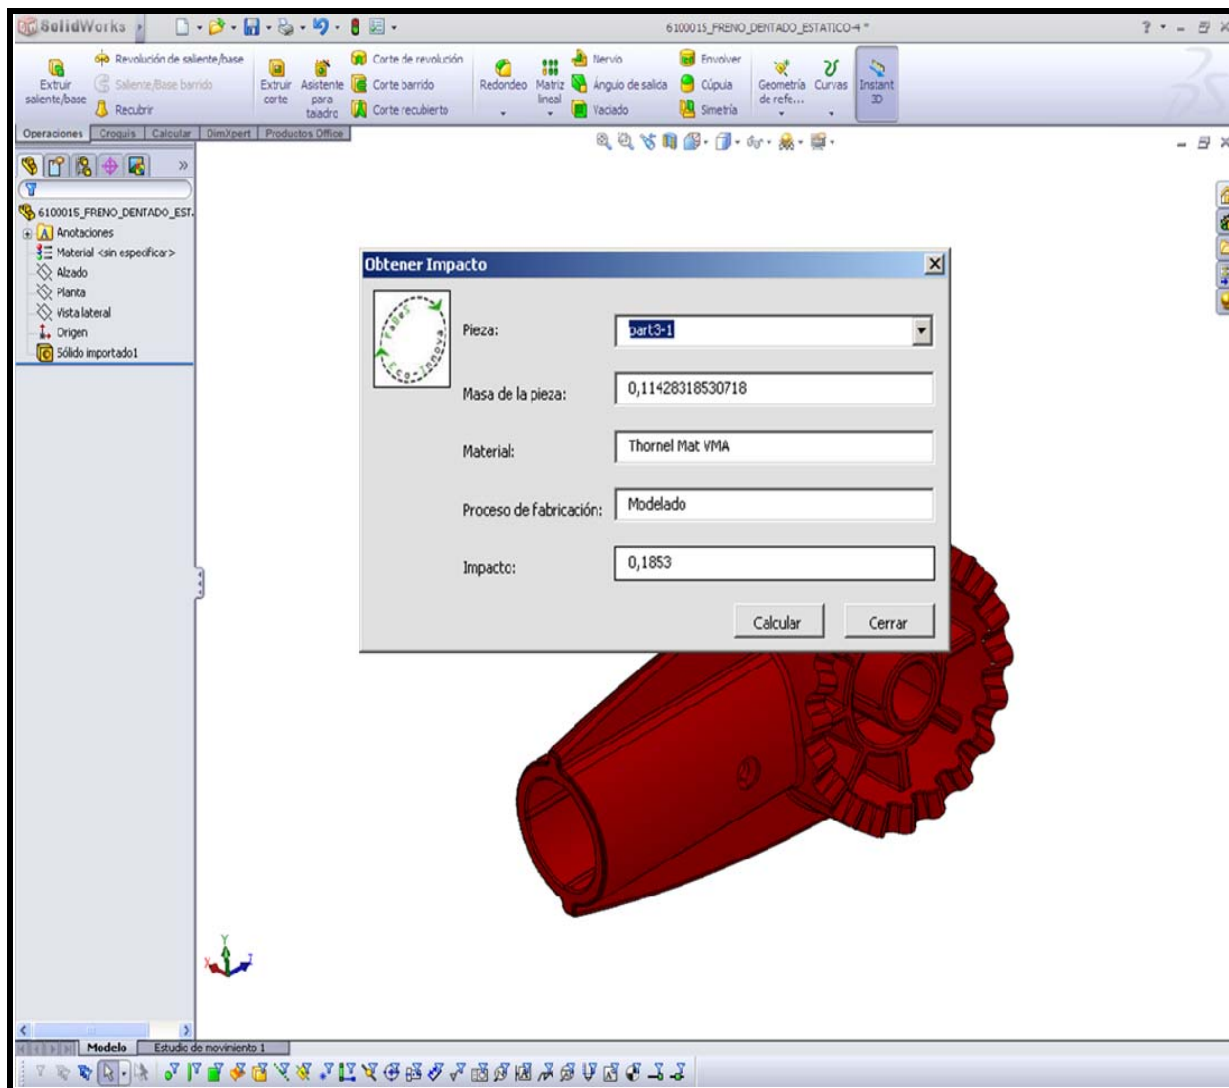 SolidWorks
6100015_FRENO_DENTADO_ESTATICO-4 *
Extruir saliente/base
Revolución de saliente/base
Saliente/Base barrido
Recubrir
Extruir corte
Asistente para taladro
Corte de revolución
Corte barrido
Corte recubierto
Redondeo
Matriz lineal
Nervio
Ángulo de salida
Vaciado
Envolver
Cúpula
Simetría
Geometría de refe...
Curvas
Instant 3D
Operaciones Croquis Calcular DimXpert Productos Office
6100015_FRENO_DENTADO_EST.
Anotaciones
Material <sin especificar>
Alzado
Planta
Vista lateral
Origen
Sólido importado1
Obtener Impacto
FaBeS
Eco-Innova
Pieza: part3-1
Masa de la pieza: 0,11428318530718
Material: Thornel Mat VMA
Proceso de fabricación: Modelado
Impacto: 0,1853
Calcular Cerrar
Y
X
Z
Modelo Estudio de movimiento 1